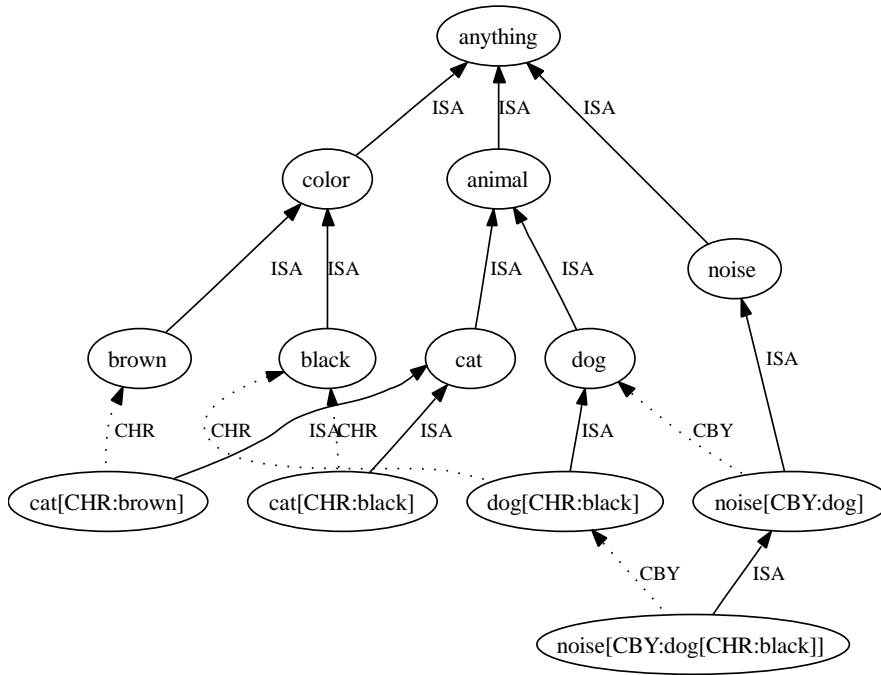 anything
ISA
ISA
ISA
color
animal
noise
ISA
ISA
ISA
ISA
brown
black
cat
dog
ISA
CHR
CHR
ISA
CHR
ISA
ISA
CBY
cat[CHR:brown]
cat[CHR:black]
dog[CHR:black]
noise[CBY:dog]
CBY
ISA
noise[CBY:dog[CHR:black]]